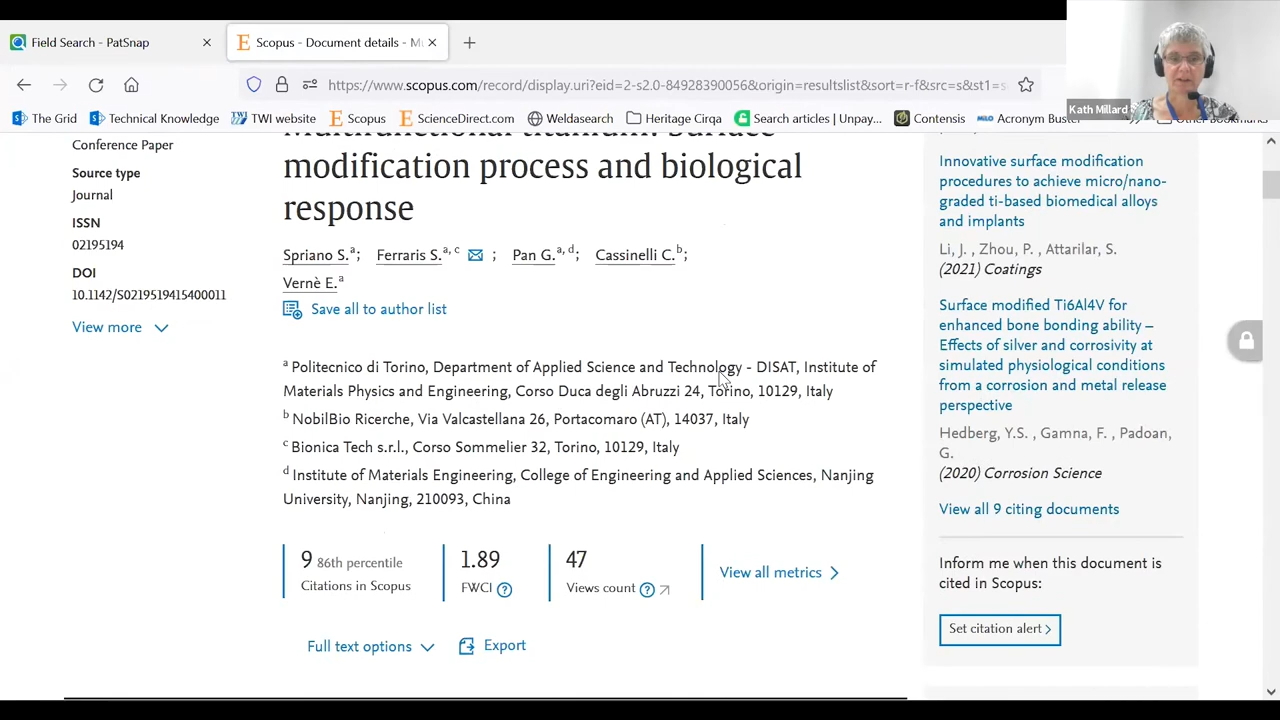 Field Search - PatSnap
Scopus - Document details - Mu
https://www.scopus.com/record/display.uri?eid=2-s2.0-84928390056&origin=resultslist&sort=r-f&src=s&st1=s
The Grid
Technical Knowledge
TWI website
Scopus
ScienceDirect.com
Weldasearch
Heritage Cirqa
Search articles | Unpay...
Contensis
MILO Acronym Buster
Other Bookmarks
Kath Millard
Conference Paper
Source type
Journal
ISSN
02195194
DOI
10.1142/S0219519415400011
View more
Multifunctional titanium: Surface
modification process and biological
response
Spriano S.a; Ferraris S.a, c ; Pan G.a, d; Cassinelli C.b;
Vernè E.a
Save all to author list
a Politecnico di Torino, Department of Applied Science and Technology - DISAT, Institute of
Materials Physics and Engineering, Corso Duca degli Abruzzi 24, Torino, 10129, Italy
b NobilBio Ricerche, Via Valcastellana 26, Portacomaro (AT), 14037, Italy
c Bionica Tech s.r.l., Corso Sommelier 32, Torino, 10129, Italy
d Institute of Materials Engineering, College of Engineering and Applied Sciences, Nanjing
University, Nanjing, 210093, China
9 86th percentile
Citations in Scopus
1.89
FWCI ?
47
Views count ?
View all metrics
Full text options
Export
Innovative surface modification
procedures to achieve micro/nano-
graded ti-based biomedical alloys
and implants
Li, J. , Zhou, P. , Attarilar, S.
(2021) Coatings
Surface modified Ti6Al4V for
enhanced bone bonding ability –
Effects of silver and corrosivity at
simulated physiological conditions
from a corrosion and metal release
perspective
Hedberg, Y.S. , Gamna, F. , Padoan,
G.
(2020) Corrosion Science
View all 9 citing documents
Inform me when this document is
cited in Scopus:
Set citation alert